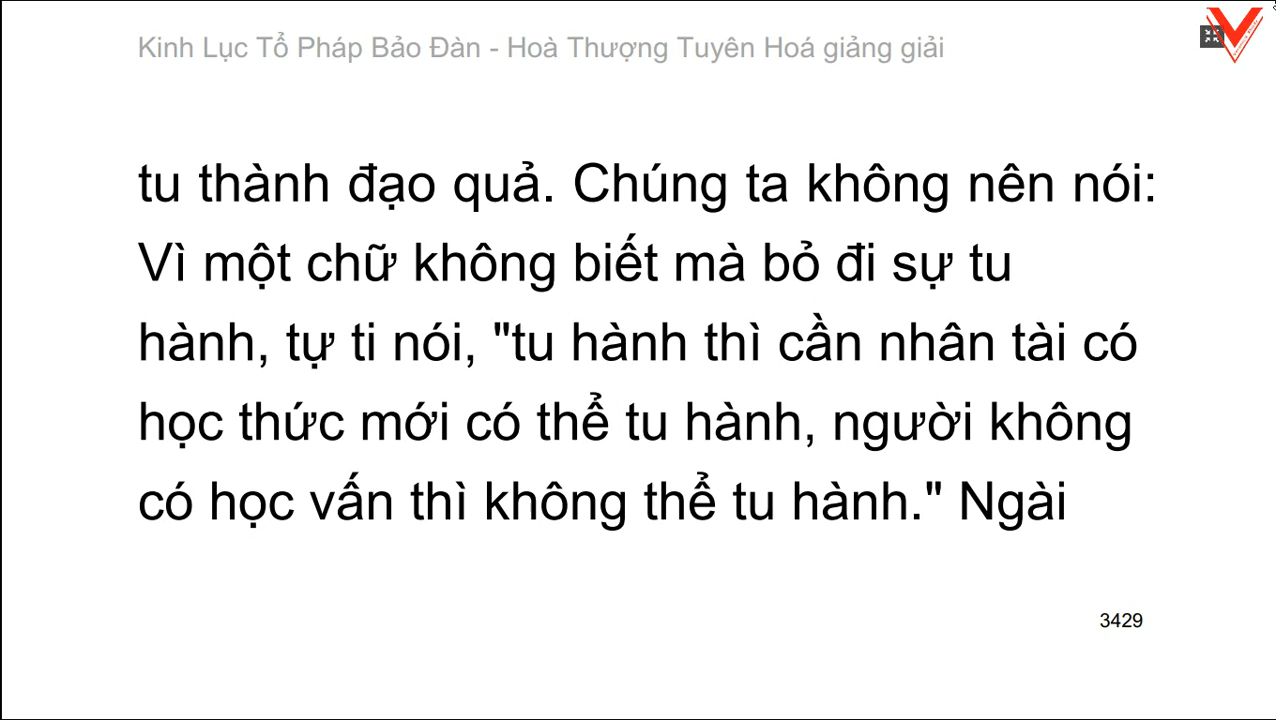 Kinh Lục Tổ Pháp Bảo Đàn - Hoà Thượng Tuyên Hoá giảng giải
tu thành đạo quả. Chúng ta không nên nói:
Vì một chữ không biết mà bỏ đi sự tu
hành, tự ti nói, "tu hành thì cần nhân tài có
học thức mới có thể tu hành, người không
có học vấn thì không thể tu hành." Ngài
3429